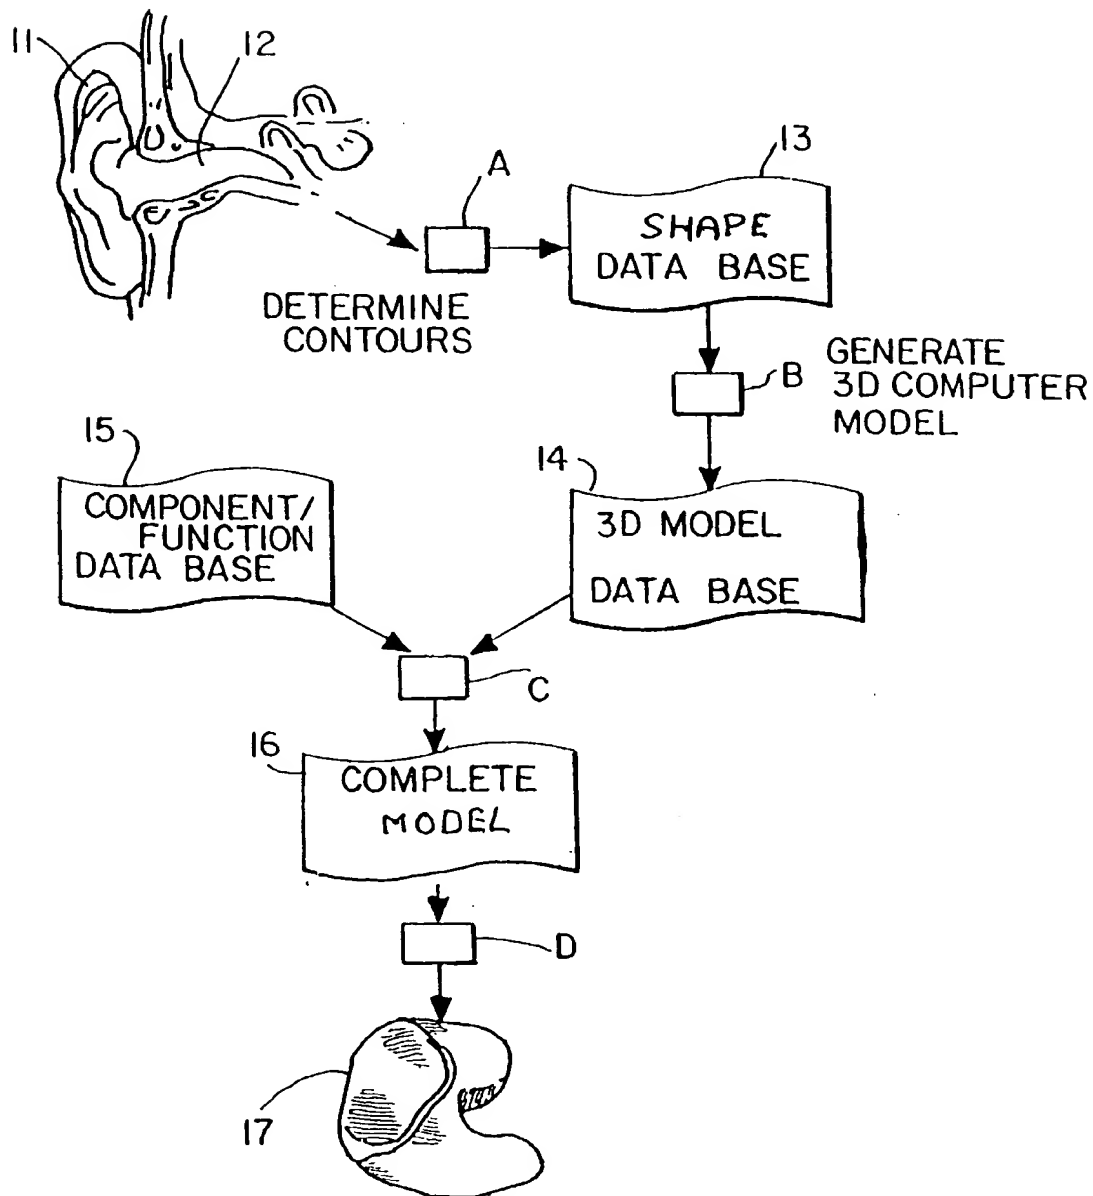 11
12
A
13
SHAPE
DATA BASE
DETERMINE
CONTOURS
B
GENERATE
3D COMPUTER
MODEL
15
COMPONENT/
FUNCTION
DATA BASE
14
3D MODEL
DATA BASE
C
16
COMPLETE
MODEL
D
17